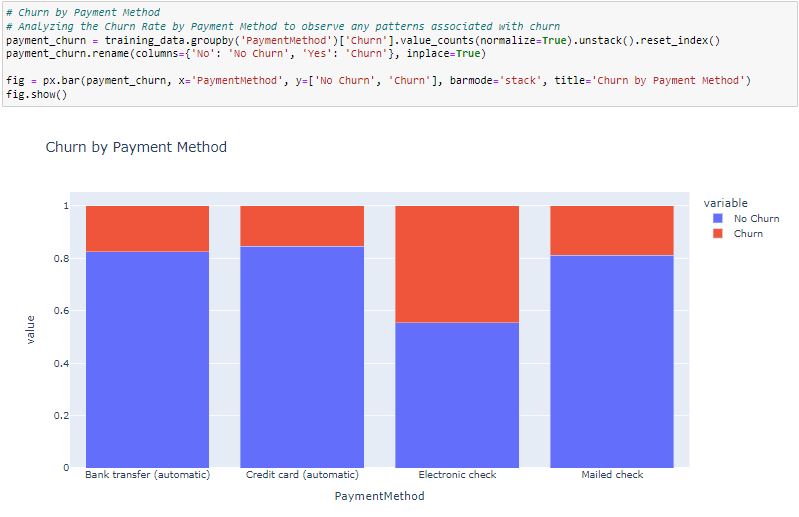 # Churn by Payment Method
# Analyzing the Churn Rate by Payment Method to observe any patterns associated with churn
payment_churn = training_data.groupby('PaymentMethod')['Churn'].value_counts(normalize=True).unstack().reset_index()
payment_churn.rename(columns={'No': 'No Churn', 'Yes': 'Churn'}, inplace=True)
fig = px.bar(payment_churn, x='PaymentMethod', y=['No Churn', 'Churn'], barmode='stack', title='Churn by Payment Method')
fig.show()
Churn by Payment Method
variable
No Churn
Churn
1
0.8
0.6
0.4
0.2
0
value
Bank transfer (automatic)
Credit card (automatic)
Electronic check
Mailed check
PaymentMethod